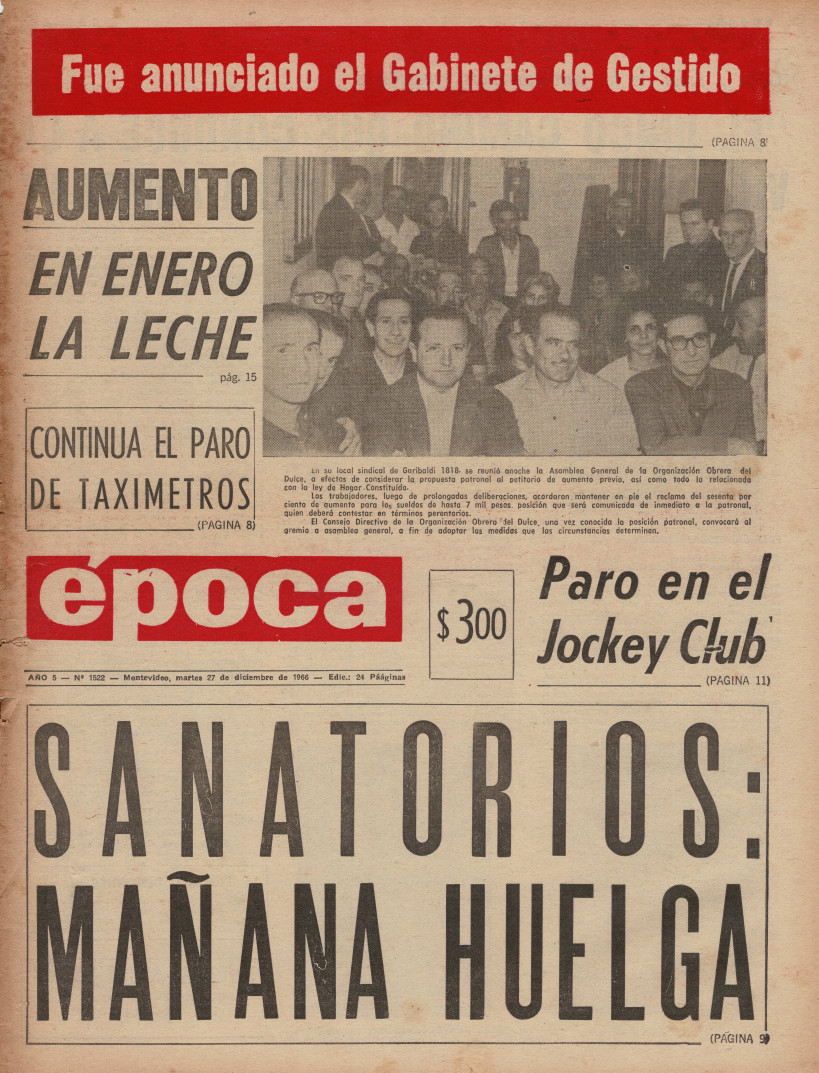 Fue anunciado el Gabinete de Gestido
(PAGINA 8)
AUMENTO
EN ENERO
LA LECHE
pág. 15
CONTINUA EL PARO
DE TAXIMETROS
(PAGINA 8)
En su local sindical de Garibaldi 1818, se reunió anoche la Asamblea General de la Organización Obrera del
Dulce, a efectos de considerar la propuesta patronal al petitorio de aumento previo, así como todo lo relacionado
con la ley de Hogar Constituído.
Los trabajadores, luego de prolongadas deliberaciones, acordaron mantener en pie el reclamo del sesenta por
ciento de aumento para los sueldos de hasta 7 mil pesos, posición que será comunicada de inmediato a la patronal,
quien deberá contestar en términos perentorios.
El Consejo Directivo de la Organización Obrera del Dulce, una vez conocida la posición patronal, convocará al
gremio a asamblea general, a fin de adoptar las medidas que las circunstancias determinen.
época
$ 300
Paro en el
Jockey Club
(PAGINA 11)
AÑO 5 — Nº 1522 — Montevideo, martes 27 de diciembre de 1966 — Edic.: 24 Pááginas
SANATORIOS:
MAÑANA HUELGA
(PAGINA 9)